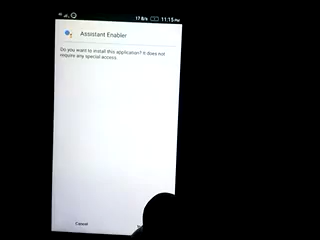 17 B/s 11:15 PM
Assistant Enabler
Do you want to install this application? It does not
require any special access.
Cancel